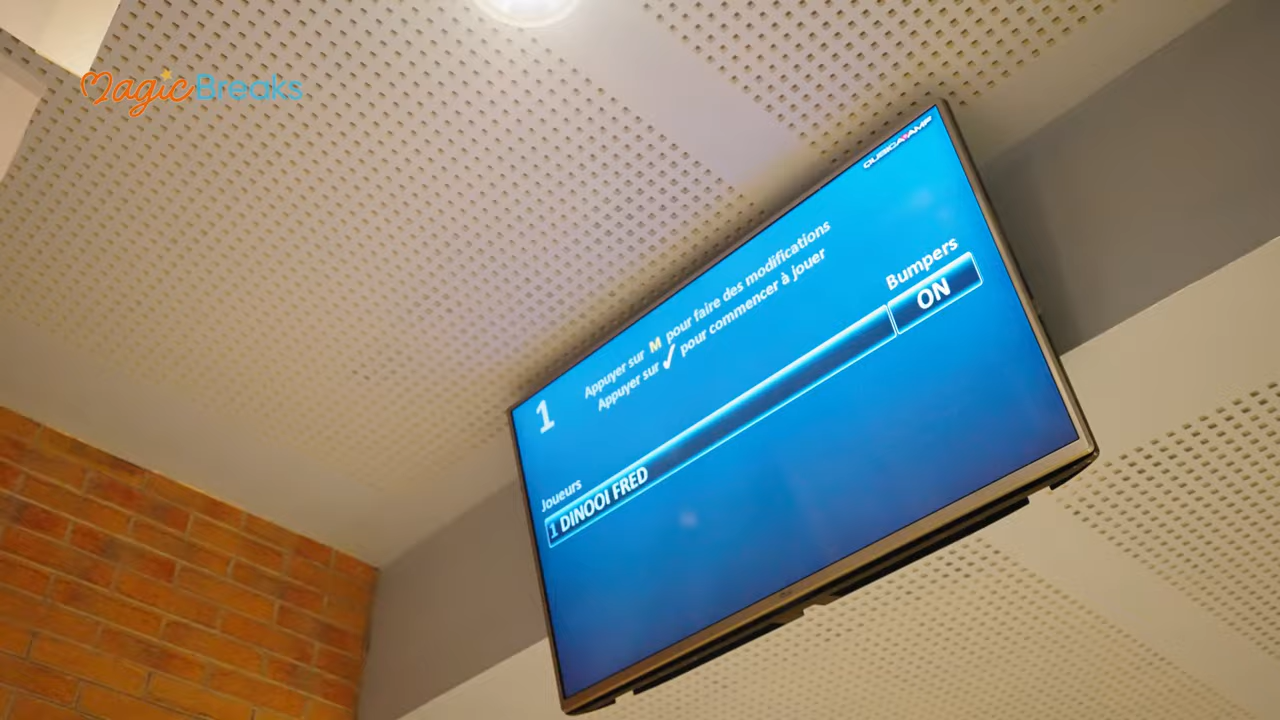 MagicBreaks
QUBICAAMF
1
Appuyer sur M pour faire des modifications
Appuyer sur ✓ pour commencer à jouer
Bumpers
ON
Joueurs
1 DINOOI FRED